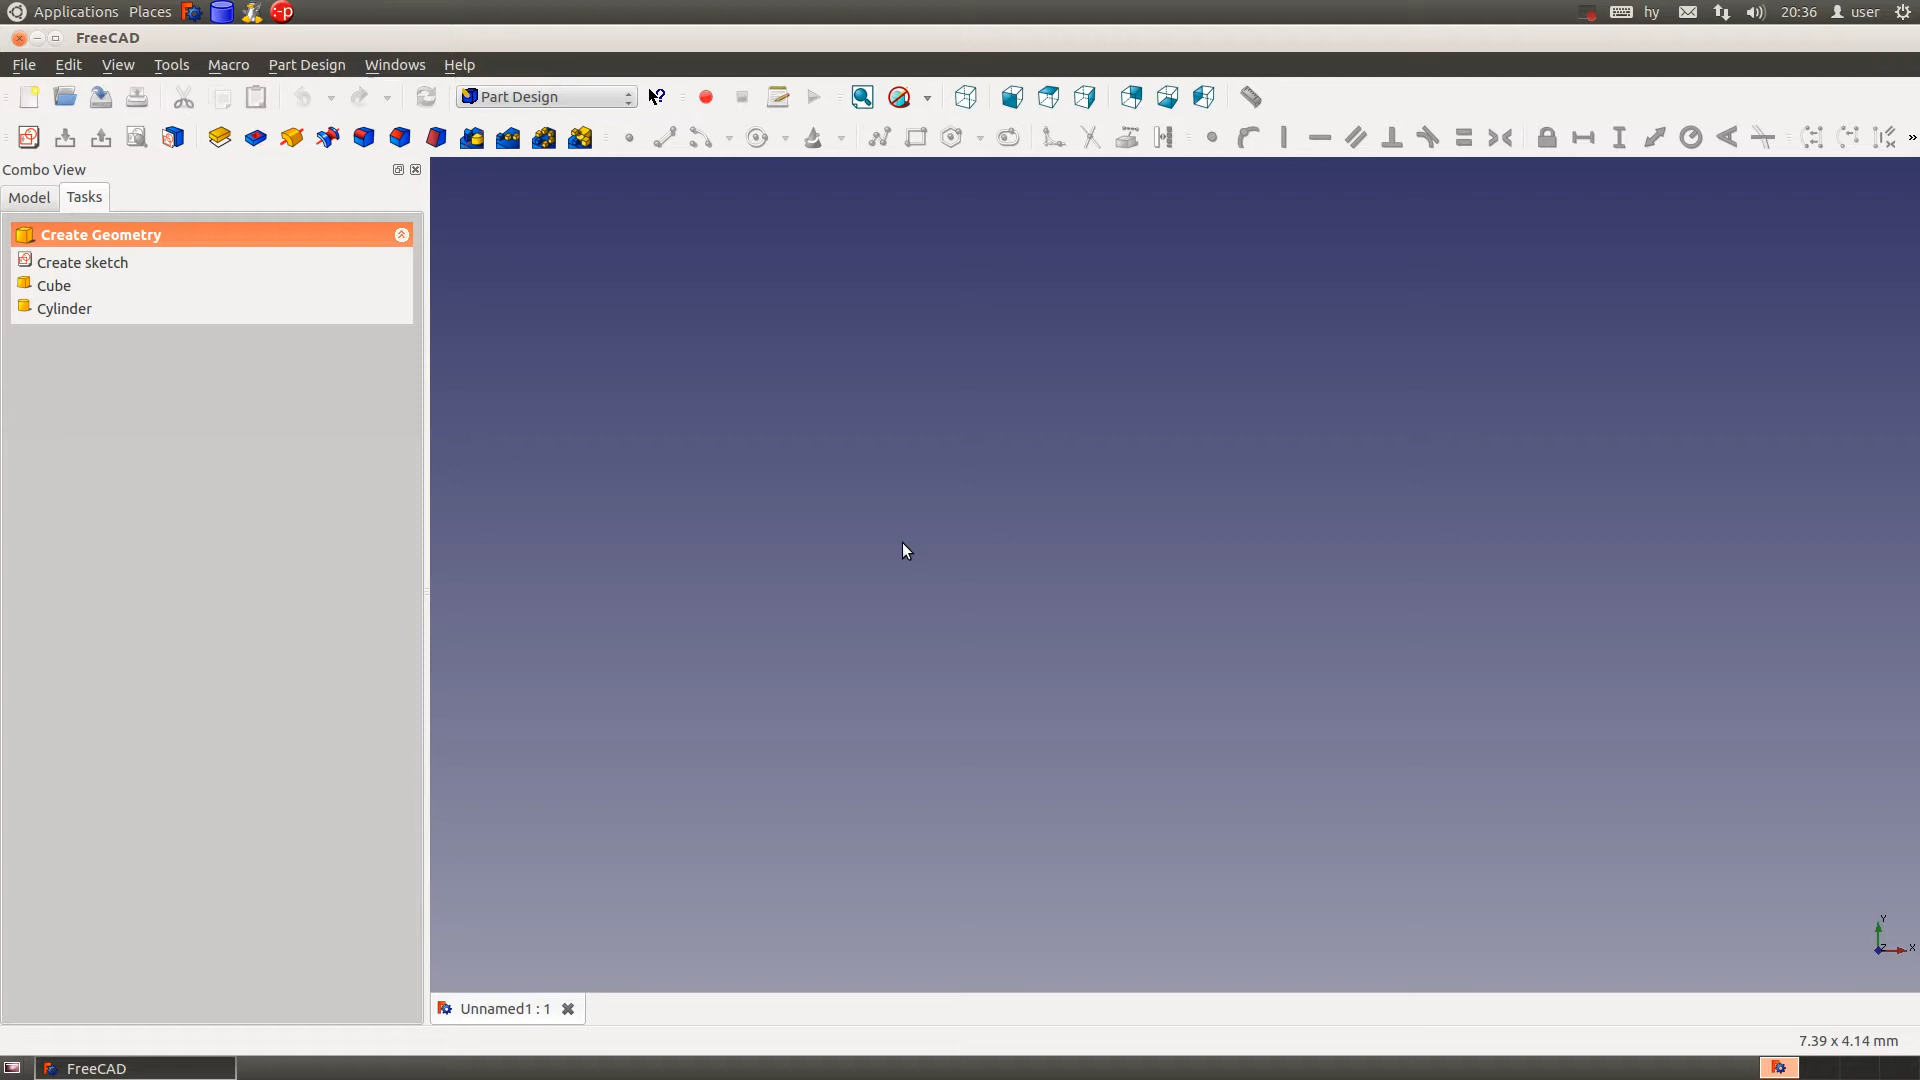 Applications Places hy 20:36 user
FreeCAD
File Edit View Tools Macro Part Design Windows Help
Part Design
Combo View
Model Tasks
Create Geometry
Create sketch
Cube
Cylinder
Y
Z X
Unnamed1 : 1
7.39 x 4.14 mm
FreeCAD